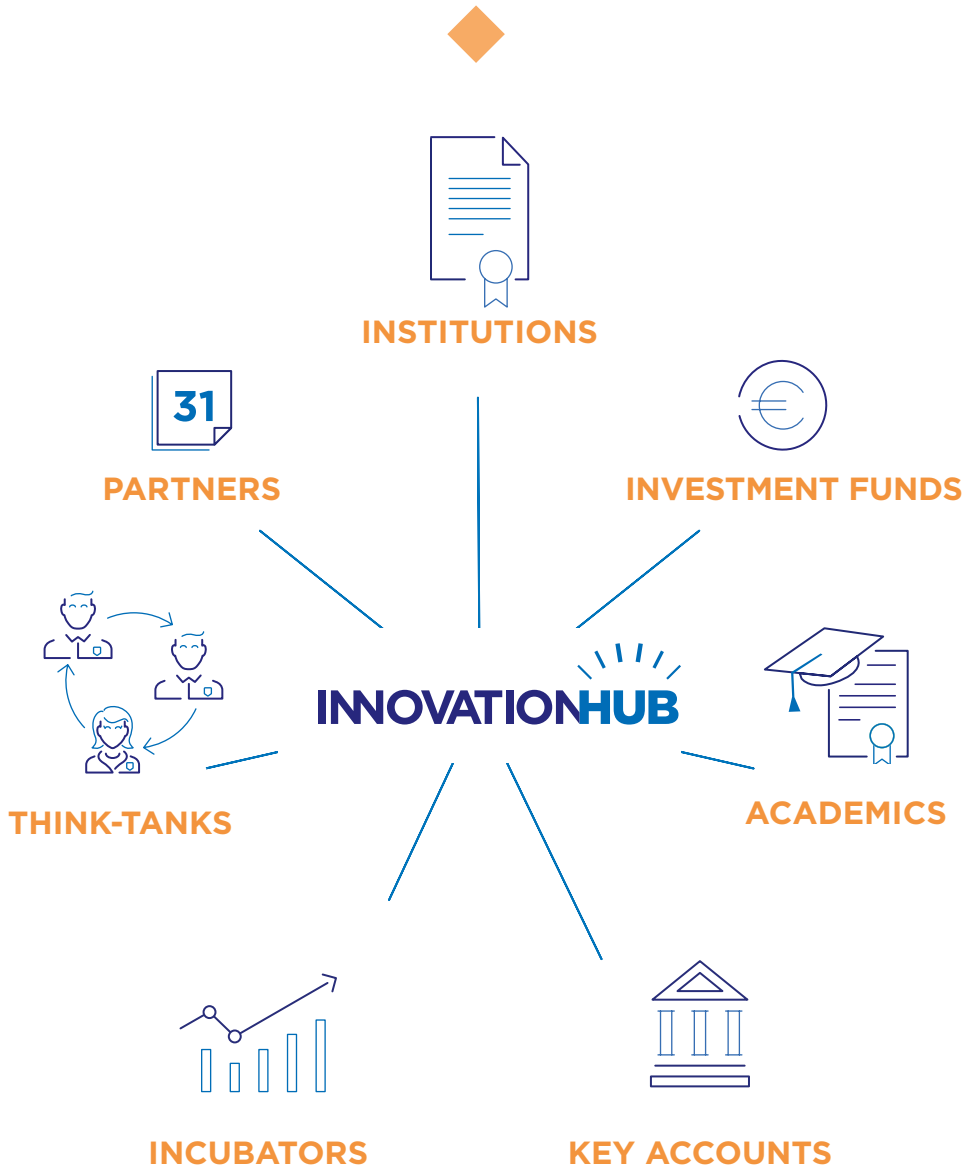 INSTITUTIONS
31
PARTNERS
INVESTMENT FUNDS
INNOVATIONHUB
THINK-TANKS
ACADEMICS
INCUBATORS
KEY ACCOUNTS